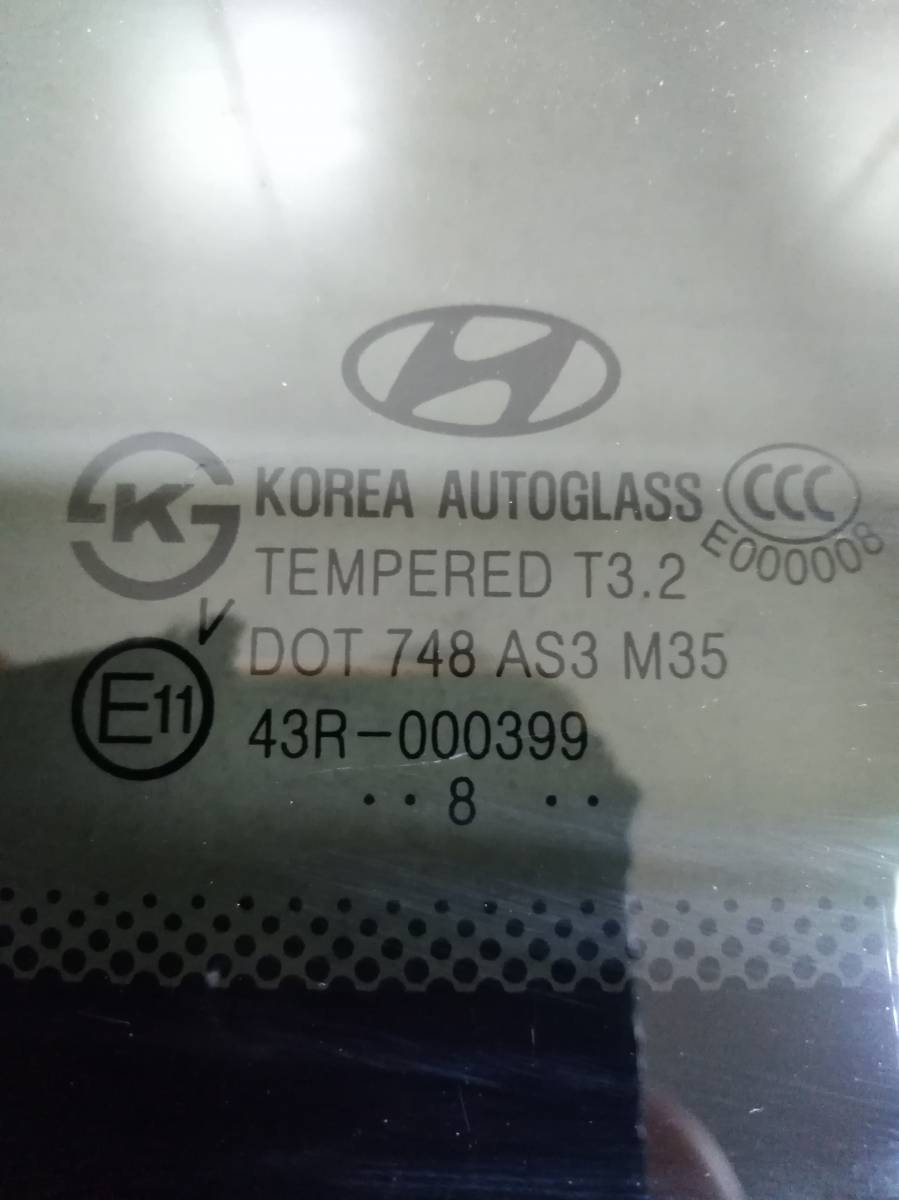 K
KOREA AUTOGLASS
CCC
E000008
TEMPERED T3.2
V
DOT 748 AS3 M35
E11
43R-000399
·· 8 ··